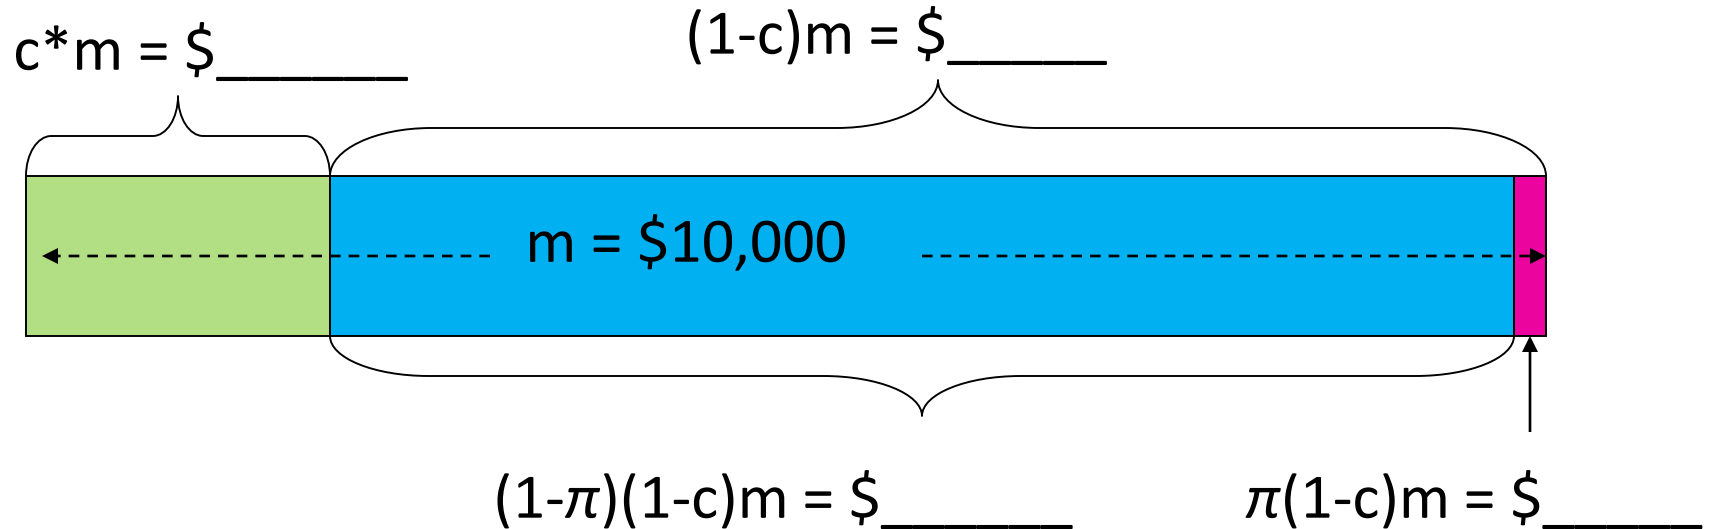 c*m = $______
(1-c)m = $_____
m = $10,000
(1-π)(1-c)m = $______
π(1-c)m = $_____